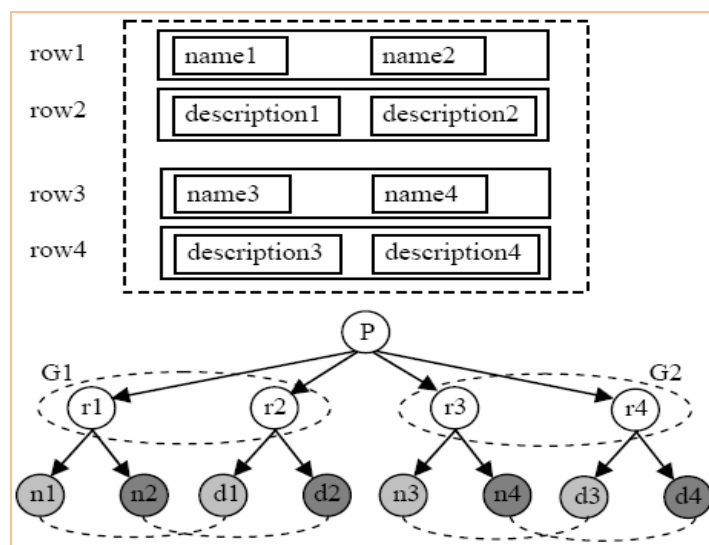 row1 name1 name2
row2 description1 description2
row3 name3 name4
row4 description3 description4
P
G1 G2
r1 r2 r3 r4
n1 n2 d1 d2 n3 n4 d3 d4